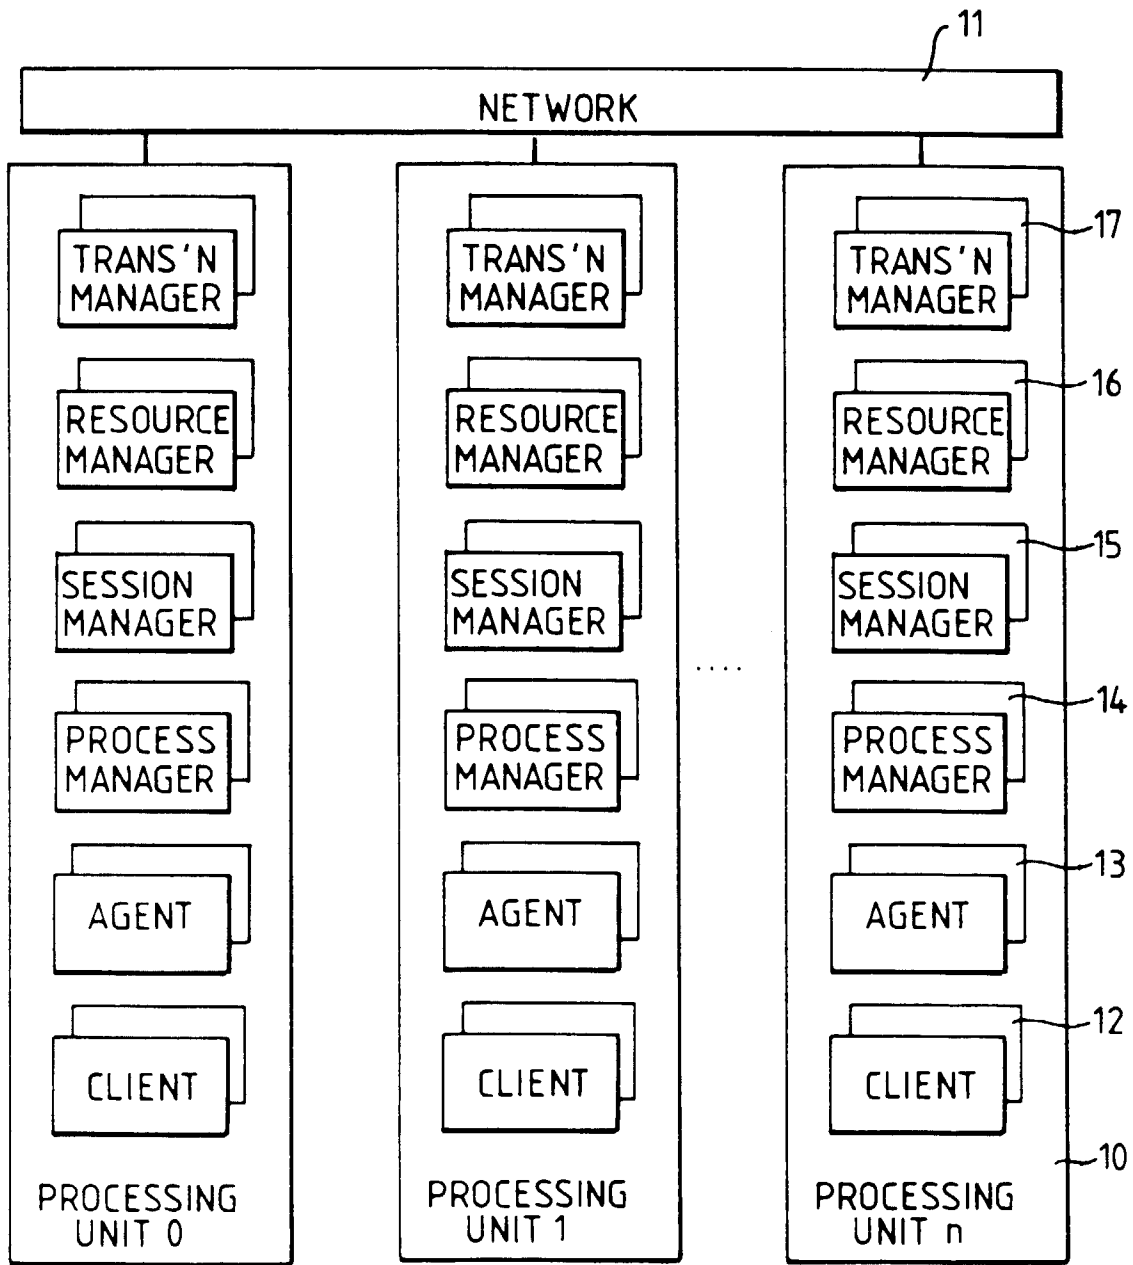 11
NETWORK
TRANS'N
MANAGER
TRANS'N
MANAGER
TRANS'N
MANAGER
17
RESOURCE
MANAGER
RESOURCE
MANAGER
RESOURCE
MANAGER
16
SESSION
MANAGER
SESSION
MANAGER
SESSION
MANAGER
15
....
PROCESS
MANAGER
PROCESS
MANAGER
PROCESS
MANAGER
14
AGENT
AGENT
AGENT
13
CLIENT
CLIENT
CLIENT
12
10
PROCESSING
UNIT 0
PROCESSING
UNIT 1
PROCESSING
UNIT n